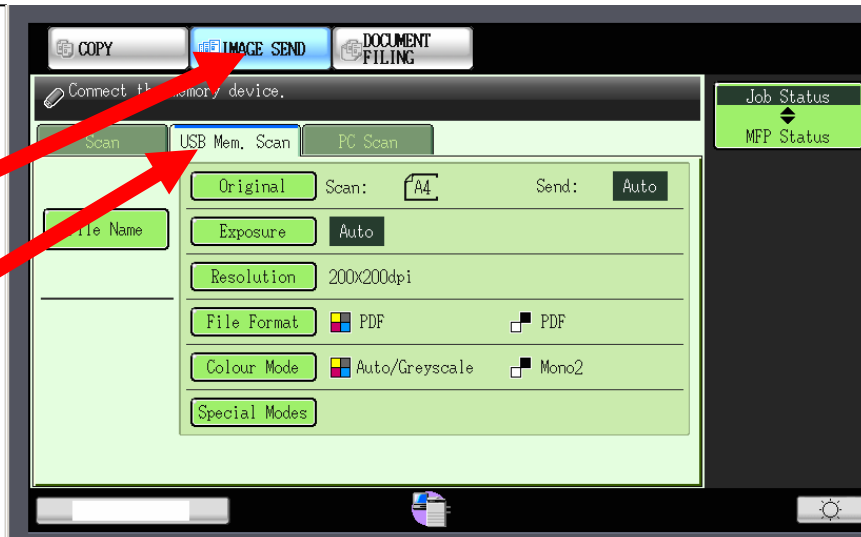 COPY
IMAGE SEND
DOCUMENT
FILING
Connect the memory device.
Job Status
MFP Status
Scan
USB Mem. Scan
PC Scan
Original
Scan:
A4
Send:
Auto
File Name
Exposure
Auto
Resolution
200X200dpi
File Format
PDF
PDF
Colour Mode
Auto/Greyscale
Mono2
Special Modes